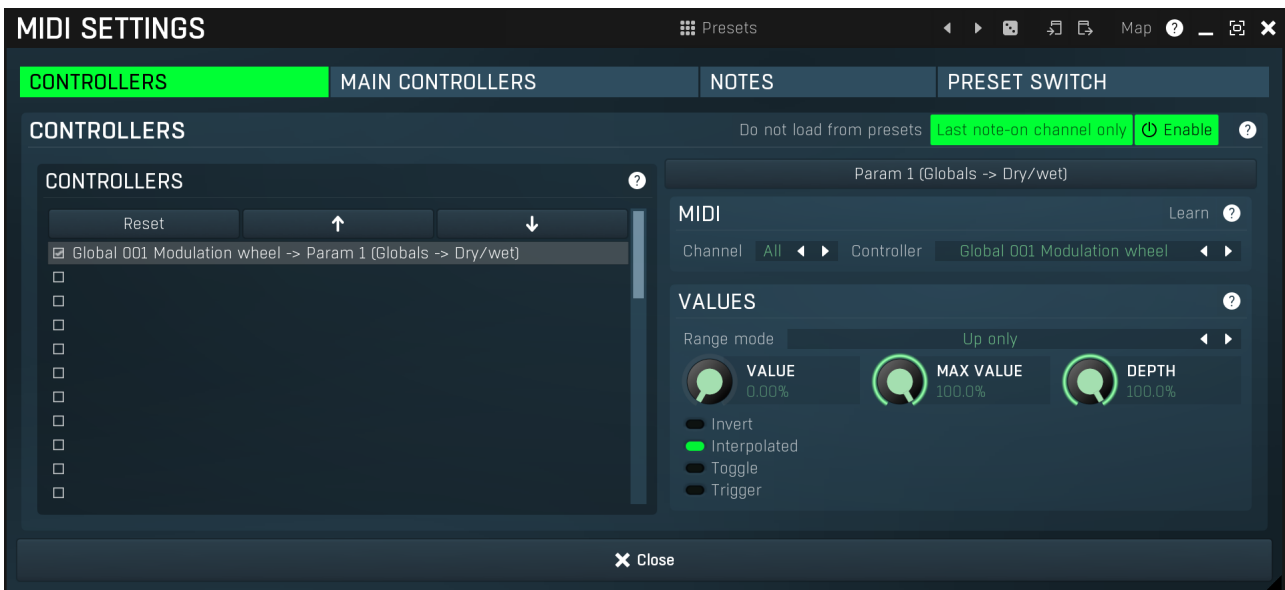 MIDI SETTINGS
Presets
Map ?
CONTROLLERS
MAIN CONTROLLERS
NOTES
PRESET SWITCH
CONTROLLERS
Do not load from presets
Last note-on channel only
Enable
?
CONTROLLERS ?
Reset
Global 001 Modulation wheel -> Param 1 (Globals -> Dry/wet)
Param 1 (Globals -> Dry/wet)
MIDI
Learn ?
Channel All
Controller Global 001 Modulation wheel
VALUES ?
Range mode Up only
VALUE
0.00%
MAX VALUE
100.0%
DEPTH
100.0%
Invert
Interpolated
Toggle
Trigger
Close